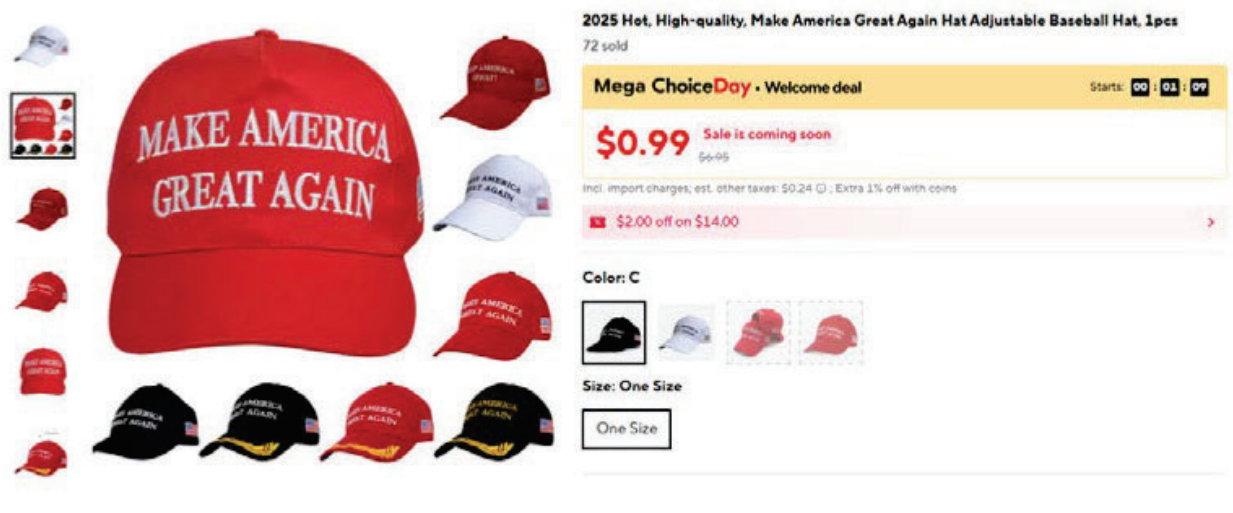 MAKE AMERICA
GREAT AGAIN
2025 Hot, High-quality, Make America Great Again Hat Adjustable Baseball Hat, 1pcs
72 sold
Mega ChoiceDay · Welcome deal
Starts: 00 : 01 : 09
$0.99 Sale is coming soon
$6.95
Incl. import charges; est. other taxes: $0.24 ; Extra 1% off with coins
$2.00 off on $14.00
Color: C
Size: One Size
One Size